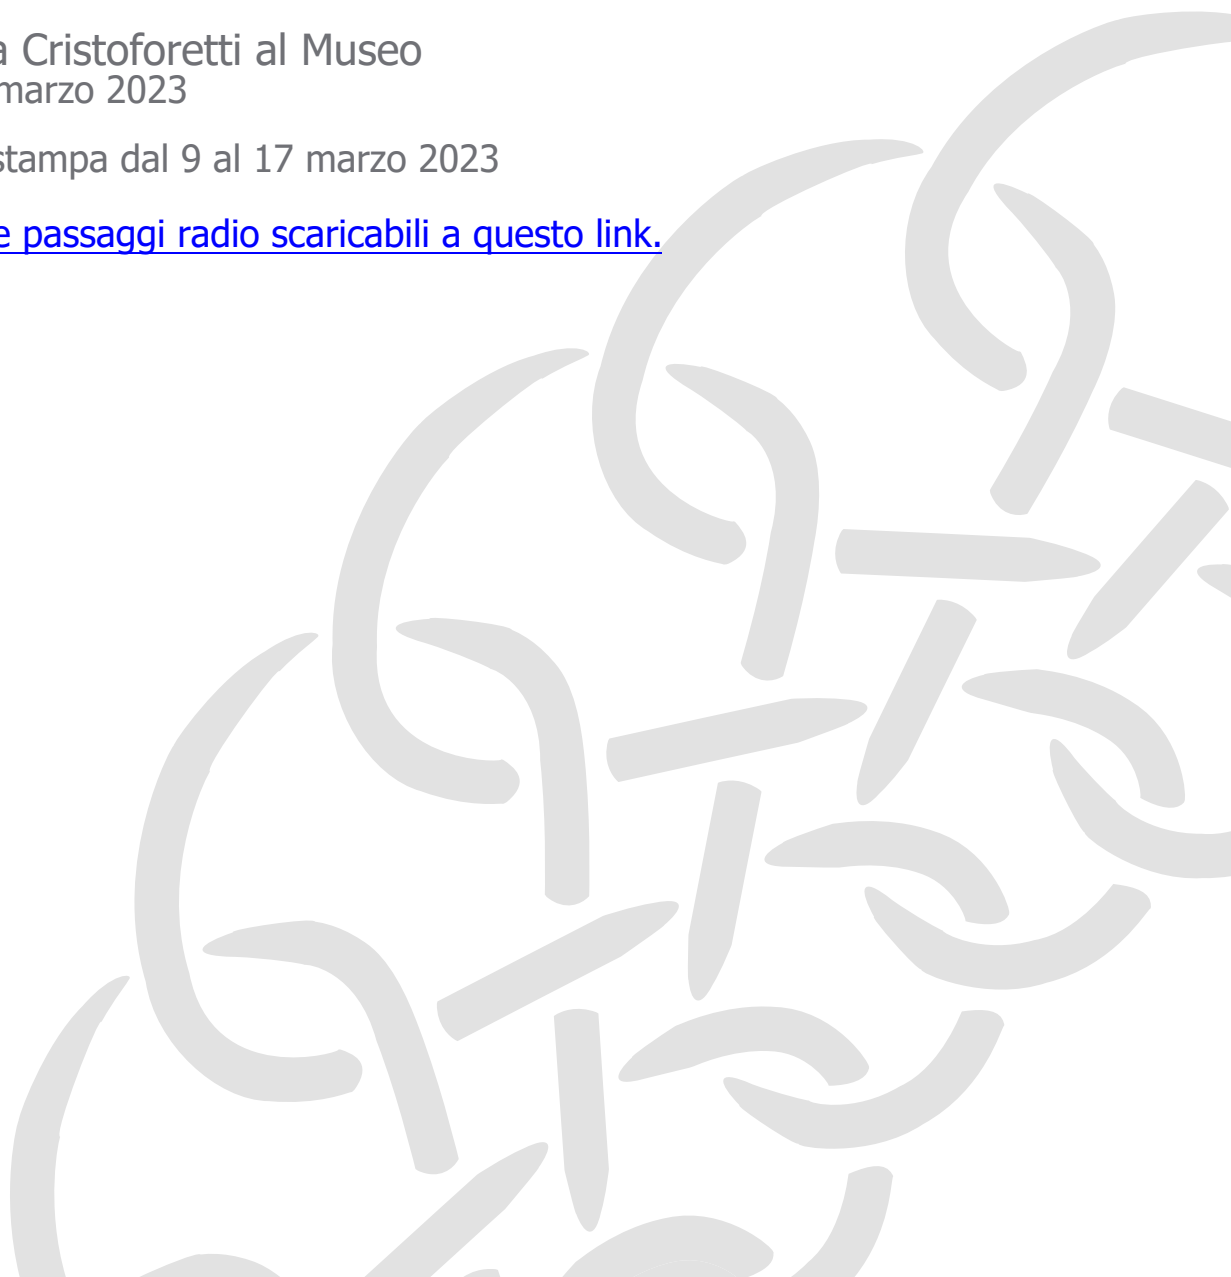 a Cristoforetti al Museo
marzo 2023
stampa dal 9 al 17 marzo 2023
e passaggi radio scaricabili a questo link.